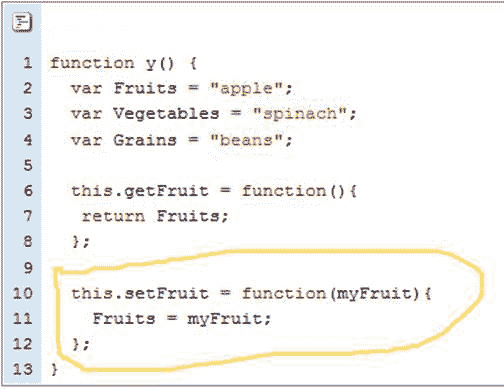 1 function y() {
2 var Fruits = "apple";
3 var Vegetables = "spinach";
4 var Grains = "beans";
5
6 this.getFruit = function(){
7 return Fruits;
8 };
9
10 this.setFruit = function(myFruit){
11 Fruits = myFruit;
12 };
13 }